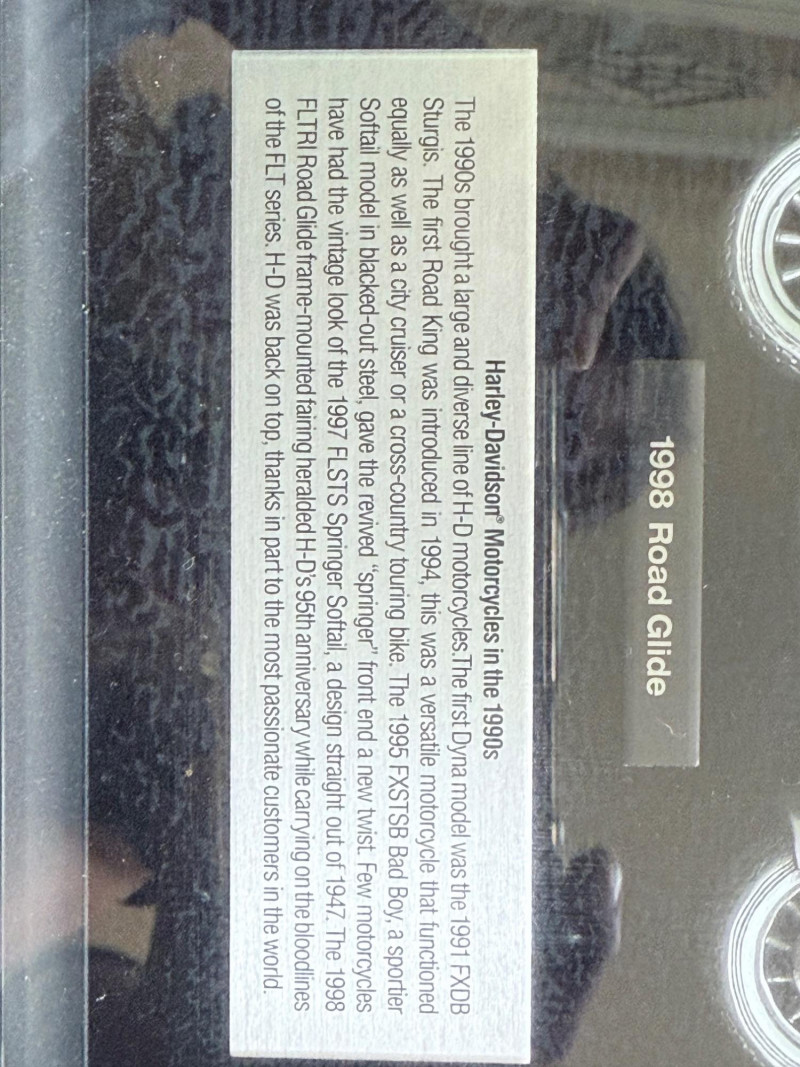 1998 Road Glide
Harley-Davidson® Motorcycles in the 1990s
The 1990s brought a large and diverse line of H-D motorcycles.The first Dyna model was the 1991 FXDB
Sturgis. The first Road King was introduced in 1994, this was a versatile motorcycle that functioned
equally as well as a city cruiser or a cross-country touring bike. The 1995 FXSTSB Bad Boy, a sportier
Softail model in blacked-out steel, gave the revived "springer" front end a new twist. Few motorcycles
have had the vintage look of the 1997 FLSTS Springer Softail, a design straight out of 1947. The 1998
FLTRI Road Glide frame-mounted fairing heralded H-D's 95th anniversary while carrying on the bloodlines
of the FLT series. H-D was back on top, thanks in part to the most passionate customers in the world.